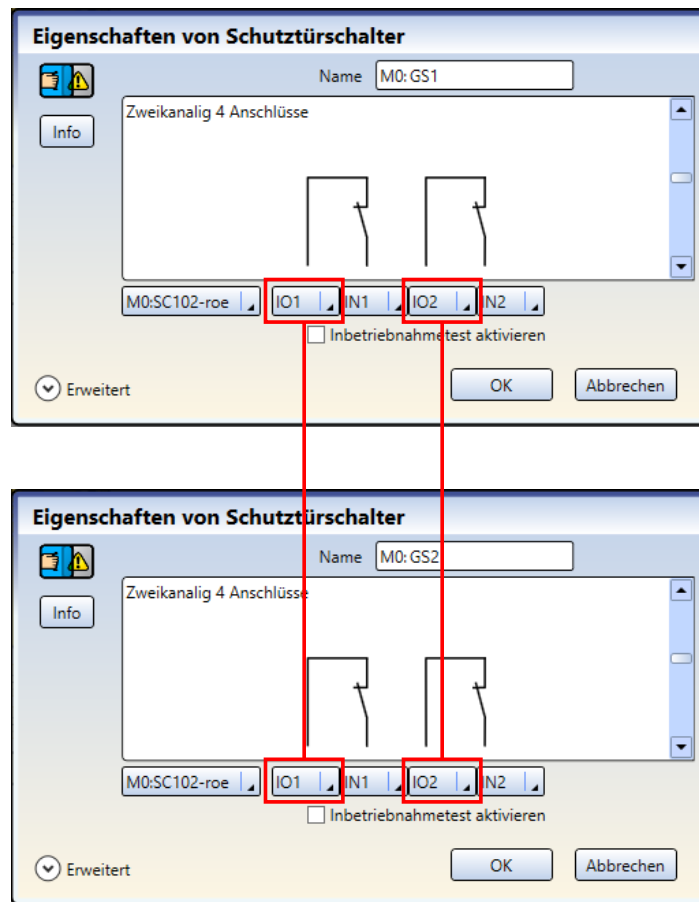 Eigenschaften von Schutztürschalter
Name M0: GS1
Info
Zweikanalig 4 Anschlüsse
M0:SC102-roe IO1 IN1 IO2 IN2
Inbetriebnahmetest aktivieren
Erweitert OK Abbrechen
Eigenschaften von Schutztürschalter
Name M0: GS2
Info
Zweikanalig 4 Anschlüsse
M0:SC102-roe IO1 IN1 IO2 IN2
Inbetriebnahmetest aktivieren
Erweitert OK Abbrechen